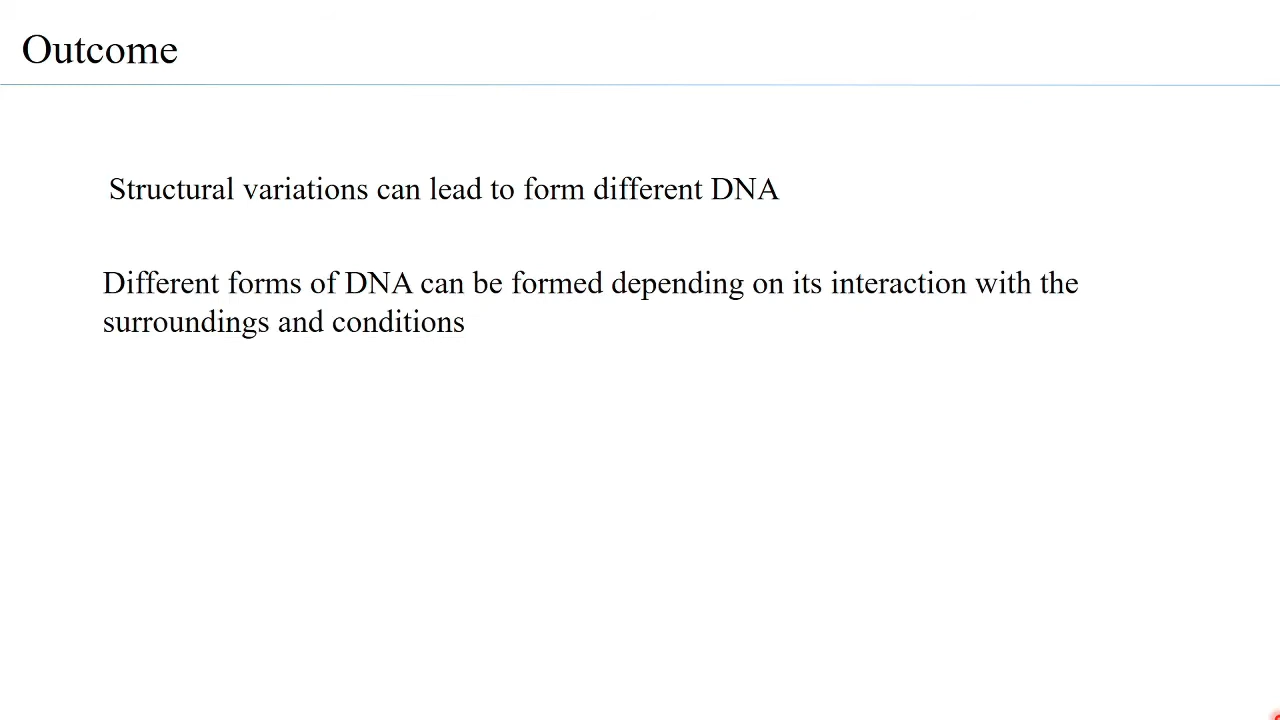 Outcome
Structural variations can lead to form different DNA
Different forms of DNA can be formed depending on its interaction with the
surroundings and conditions